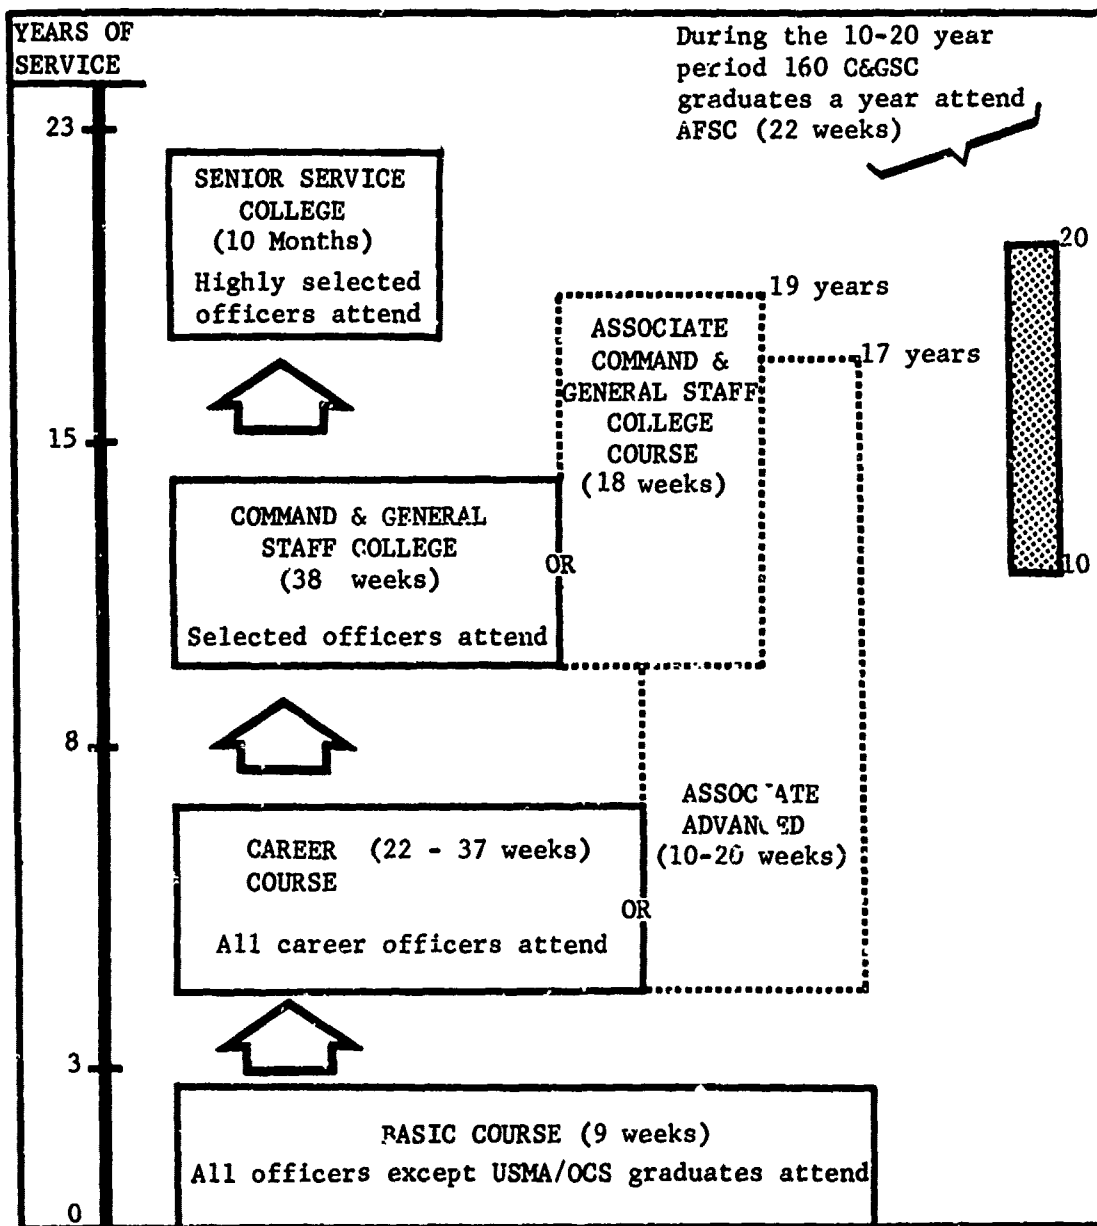 YEARS OF
SERVICE
During the 10-20 year
period 160 C&GSC
graduates a year attend
AFSC (22 weeks)
23
SENIOR SERVICE
COLLEGE
(10 Months)
Highly selected
officers attend
20
19 years
ASSOCIATE
COMMAND &
GENERAL STAFF
COLLEGE
COURSE
(18 weeks)
17 years
15
COMMAND & GENERAL
STAFF COLLEGE
(38 weeks)
Selected officers attend
OR
10
8
ASSOCIATE
ADVANCED
(10-20 weeks)
CAREER (22 - 37 weeks)
COURSE
All career officers attend
OR
3
BASIC COURSE (9 weeks)
All officers except USMA/OCS graduates attend
0